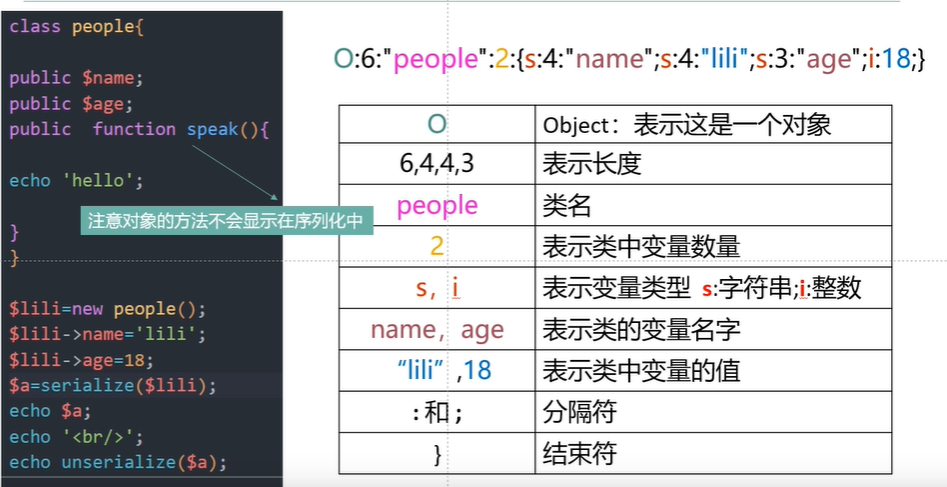 class people{
public $name;
public $age;
public  function speak(){
echo 'hello';
注意对象的方法不会显示在序列化中
}
}
$lili=new people();
$lili->name='lili';
$lili->age=18;
$a=serialize($lili);
echo $a;
echo '<br/>';
echo unserialize($a);
O:6:"people":2:{s:4:"name";s:4:"lili";s:3:"age";i:18;}
O Object：表示这是一个对象
6,4,4,3 表示长度
people 类名
2 表示类中变量数量
s，i 表示变量类型 s:字符串;i:整数
name，age 表示类的变量名字
“lili” ,18 表示类中变量的值
:和; 分隔符
} 结束符